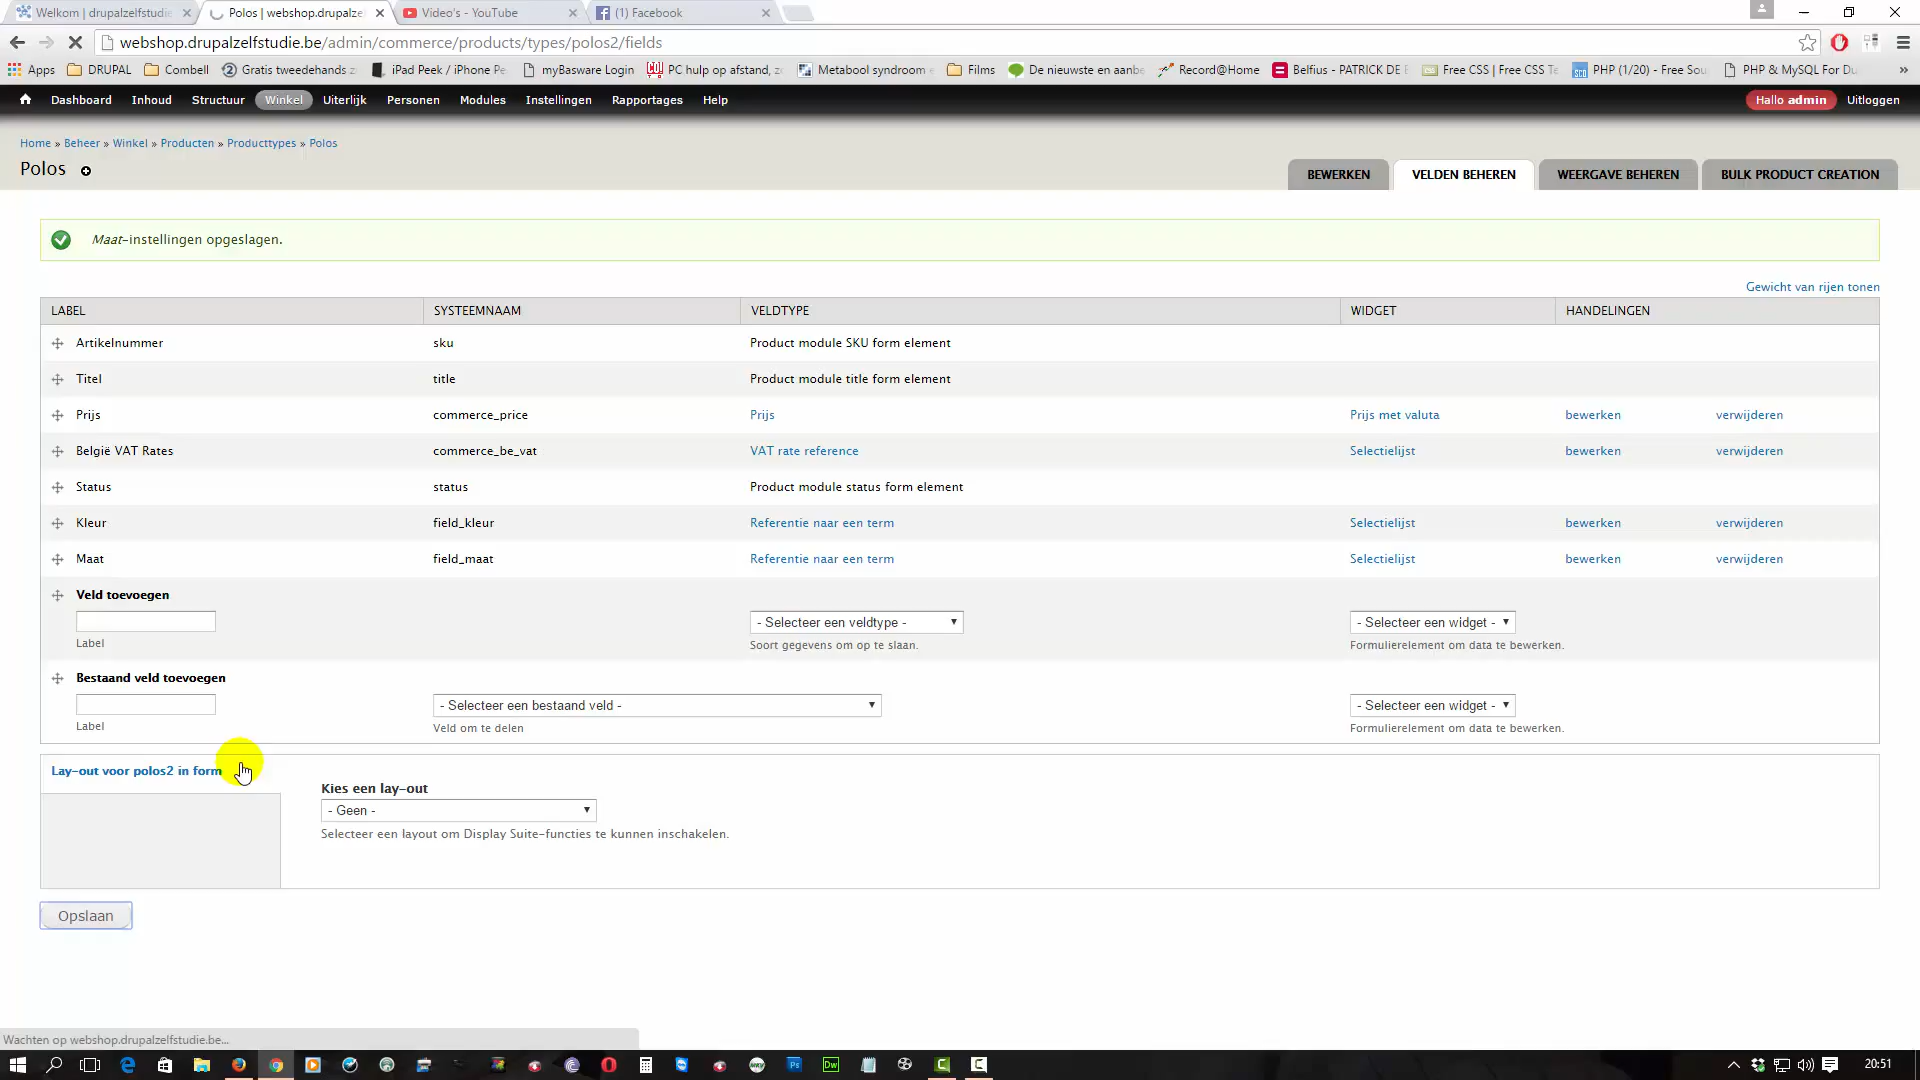 Welkom | drupalzelfstudie
Polos | webshop.drupalzelfs
Video's - YouTube
(1) Facebook
webshop.drupalzelfstudie.be/admin/commerce/products/types/polos2/fields
Apps DRUPAL Combell Gratis tweedehands iPad Peek / iPhone Pe myBasware Login PC hulp op afstand, Metabool syndroom Films De nieuwste en aanb Record@Home Belfius - PATRICK DE Free CSS | Free CSS Te PHP (1/20) - Free Sou PHP & MySQL For Du »
Dashboard Inhoud Structuur Winkel Uiterlijk Personen Modules Instellingen Rapportages Help Hallo admin Uitloggen
Home » Beheer » Winkel » Producten » Producttypes » Polos
Polos
BEWERKEN VELDEN BEHEREN WEERGAVE BEHEREN BULK PRODUCT CREATION
Maat-instellingen opgeslagen.
Gewicht van rijen tonen
LABEL SYSTEEMNAAM VELDTYPE WIDGET HANDELINGEN
Artikelnummer sku Product module SKU form element
Titel title Product module title form element
Prijs commerce_price Prijs Prijs met valuta bewerken verwijderen
België VAT Rates commerce_be_vat VAT rate reference Selectielijst bewerken verwijderen
Status status Product module status form element
Kleur field_kleur Referentie naar een term Selectielijst bewerken verwijderen
Maat field_maat Referentie naar een term Selectielijst bewerken verwijderen
Veld toevoegen
- Selecteer een veldtype - - Selecteer een widget -
Label Soort gegevens om op te slaan. Formulierelement om data te bewerken.
Bestaand veld toevoegen
- Selecteer een bestaand veld - - Selecteer een widget -
Label Veld om te delen Formulierelement om data te bewerken.
Lay-out voor polos2 in form
Kies een lay-out
- Geen -
Selecteer een layout om Display Suite-functies te kunnen inschakelen.
Opslaan
Wachten op webshop.drupalzelfstudie.be...
20:51